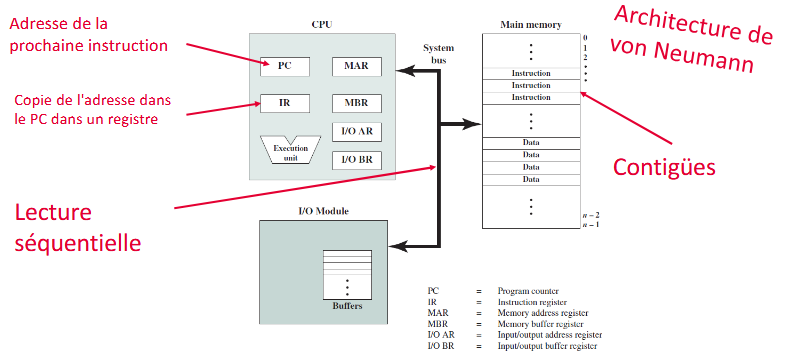 Adresse de la
prochaine instruction
Copie de l'adresse dans
le PC dans un registre
Lecture
séquentielle
CPU
PC
MAR
IR
MBR
I/O AR
Execution
unit
I/O BR
System
bus
I/O Module
Buffers
Main memory
0
1
2
Instruction
Instruction
Instruction
Data
Data
Data
Data
n – 2
n – 1
Architecture de
von Neumann
Contigües
PC = Program counter
IR = Instruction register
MAR = Memory address register
MBR = Memory buffer register
I/O AR = Input/output address register
I/O BR = Input/output buffer register